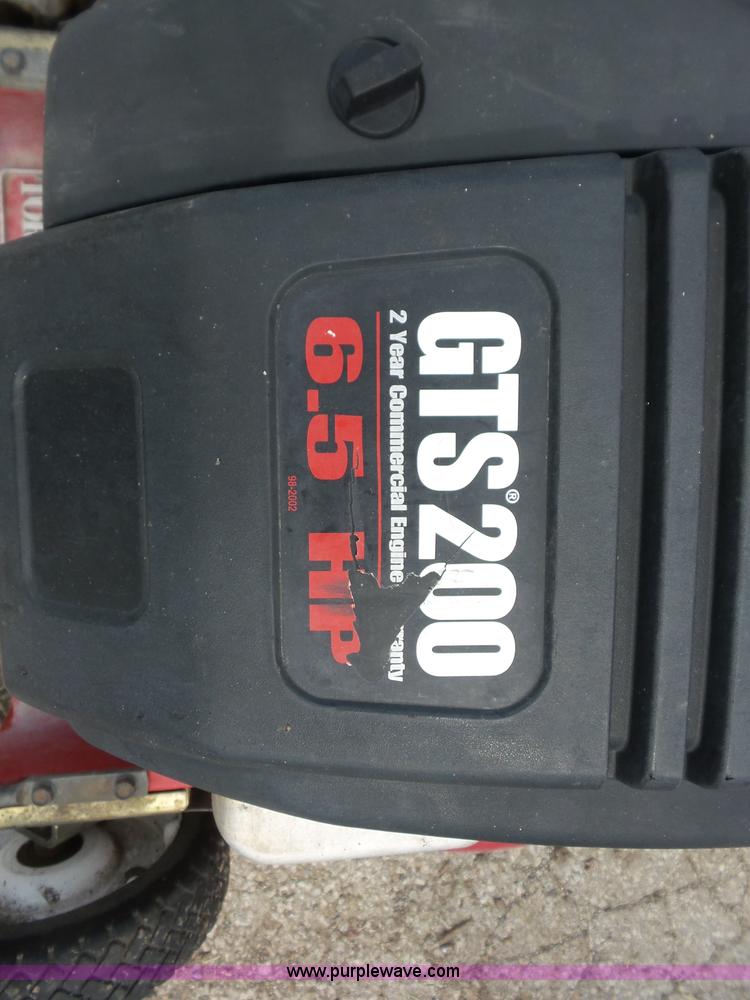 GTS®200
2 Year Commercial Engine
6.5 HP
98-2002
www.purplewave.com